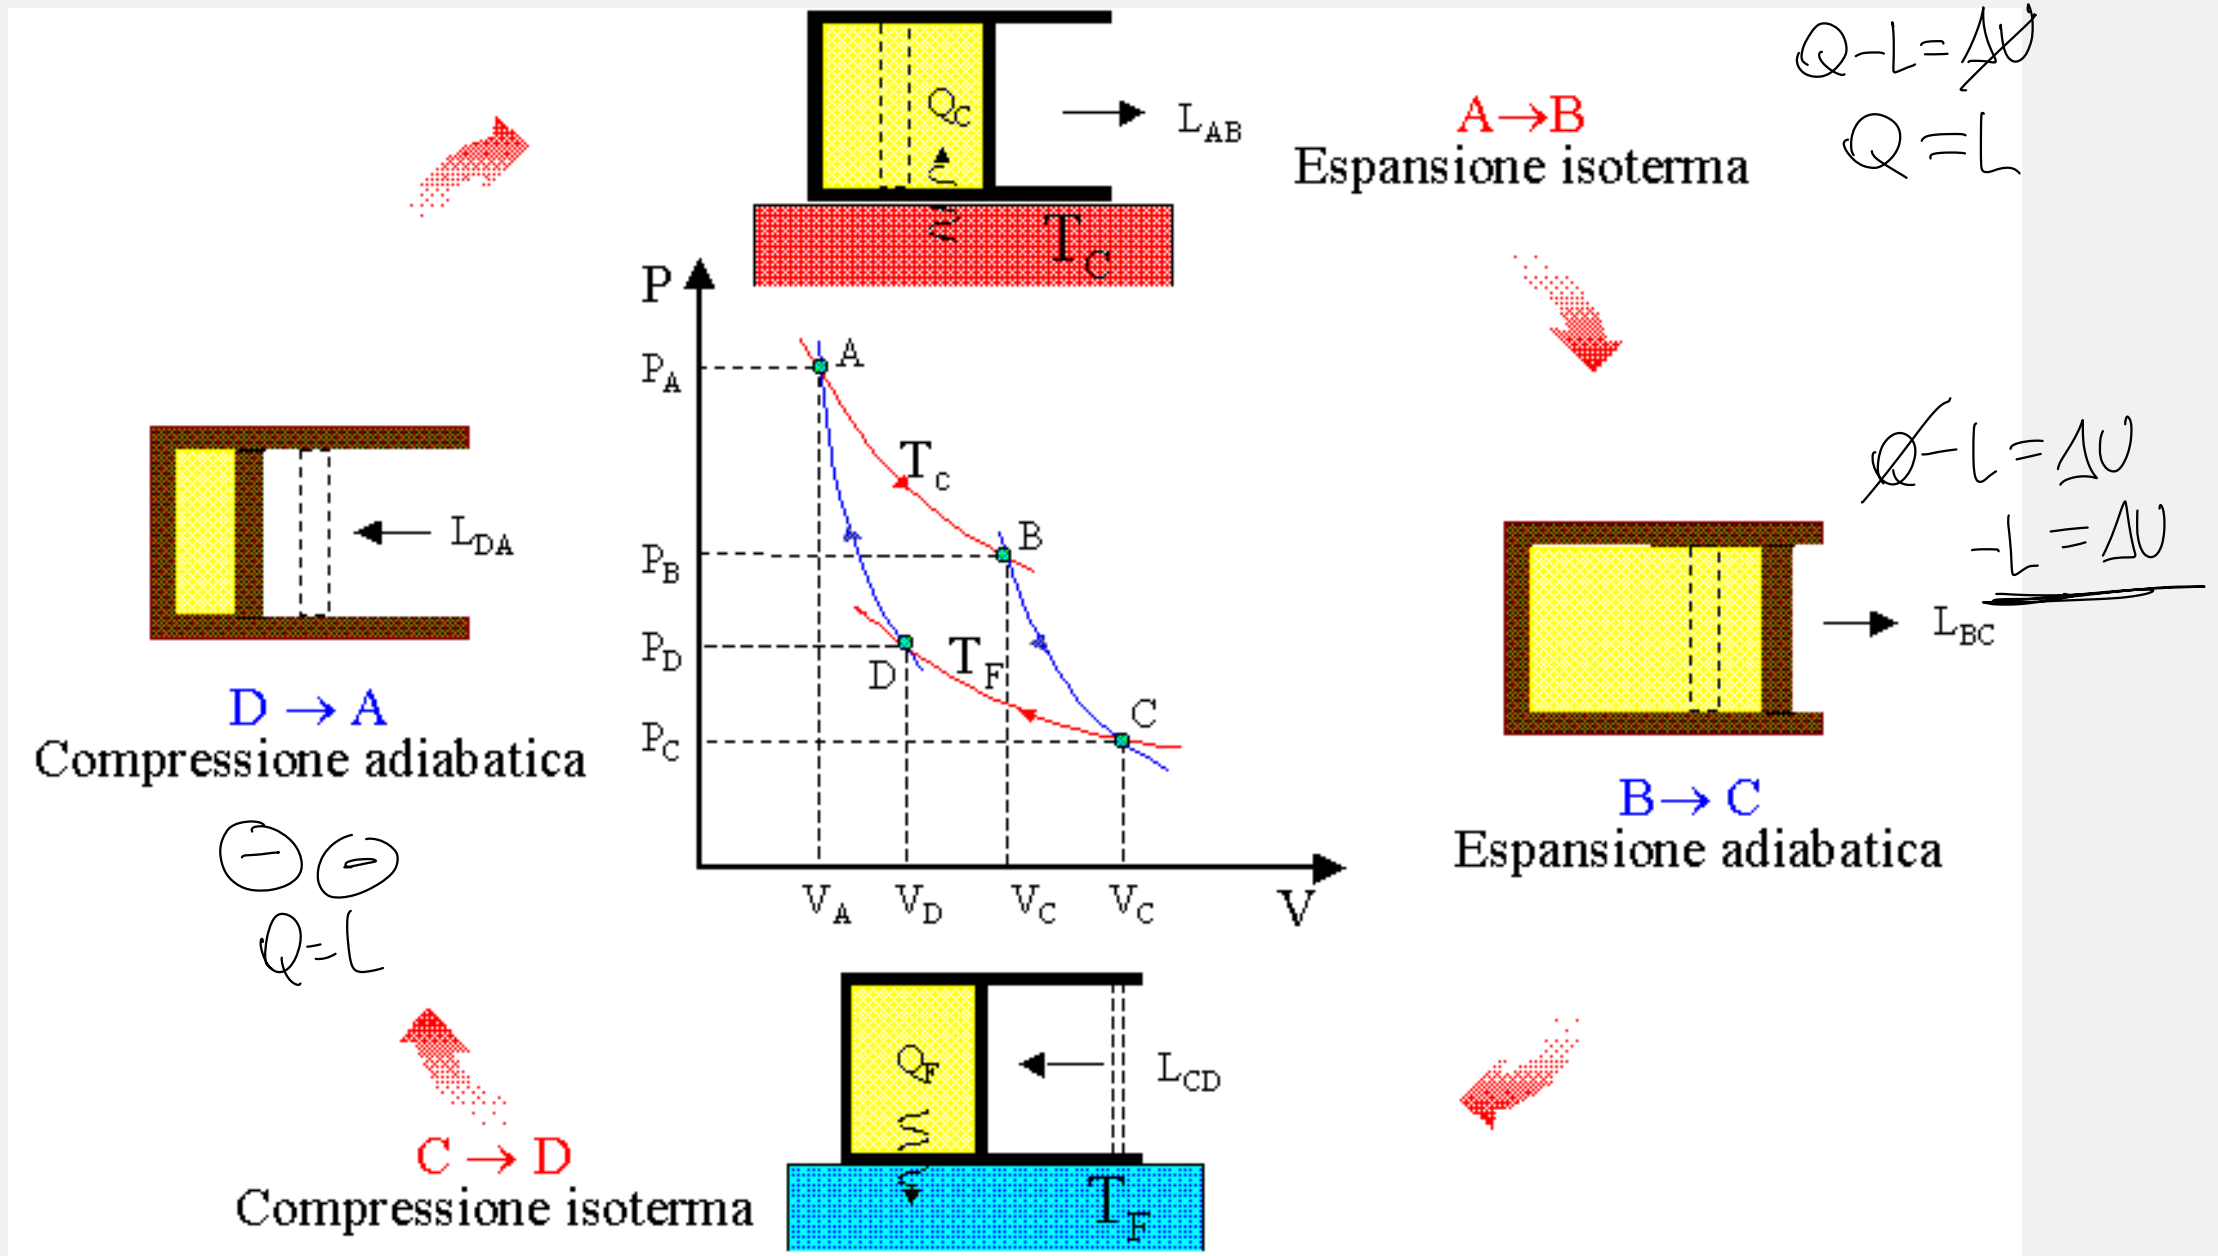 Q-L=ΔU
Q=L
Q_C
L_AB
A→B
Espansione isoterma
T_C
P
P_A
A
T_c
P_B
B
P_D
D
T_F
P_C
C
V_A
V_D
V_C
V_C
V
L_DA
D → A
Compressione adiabatica
Q-L=ΔU
-L=ΔU
L_BC
B→ C
Espansione adiabatica
- -
Q=L
Q_F
L_CD
C → D
Compressione isoterma
T_F